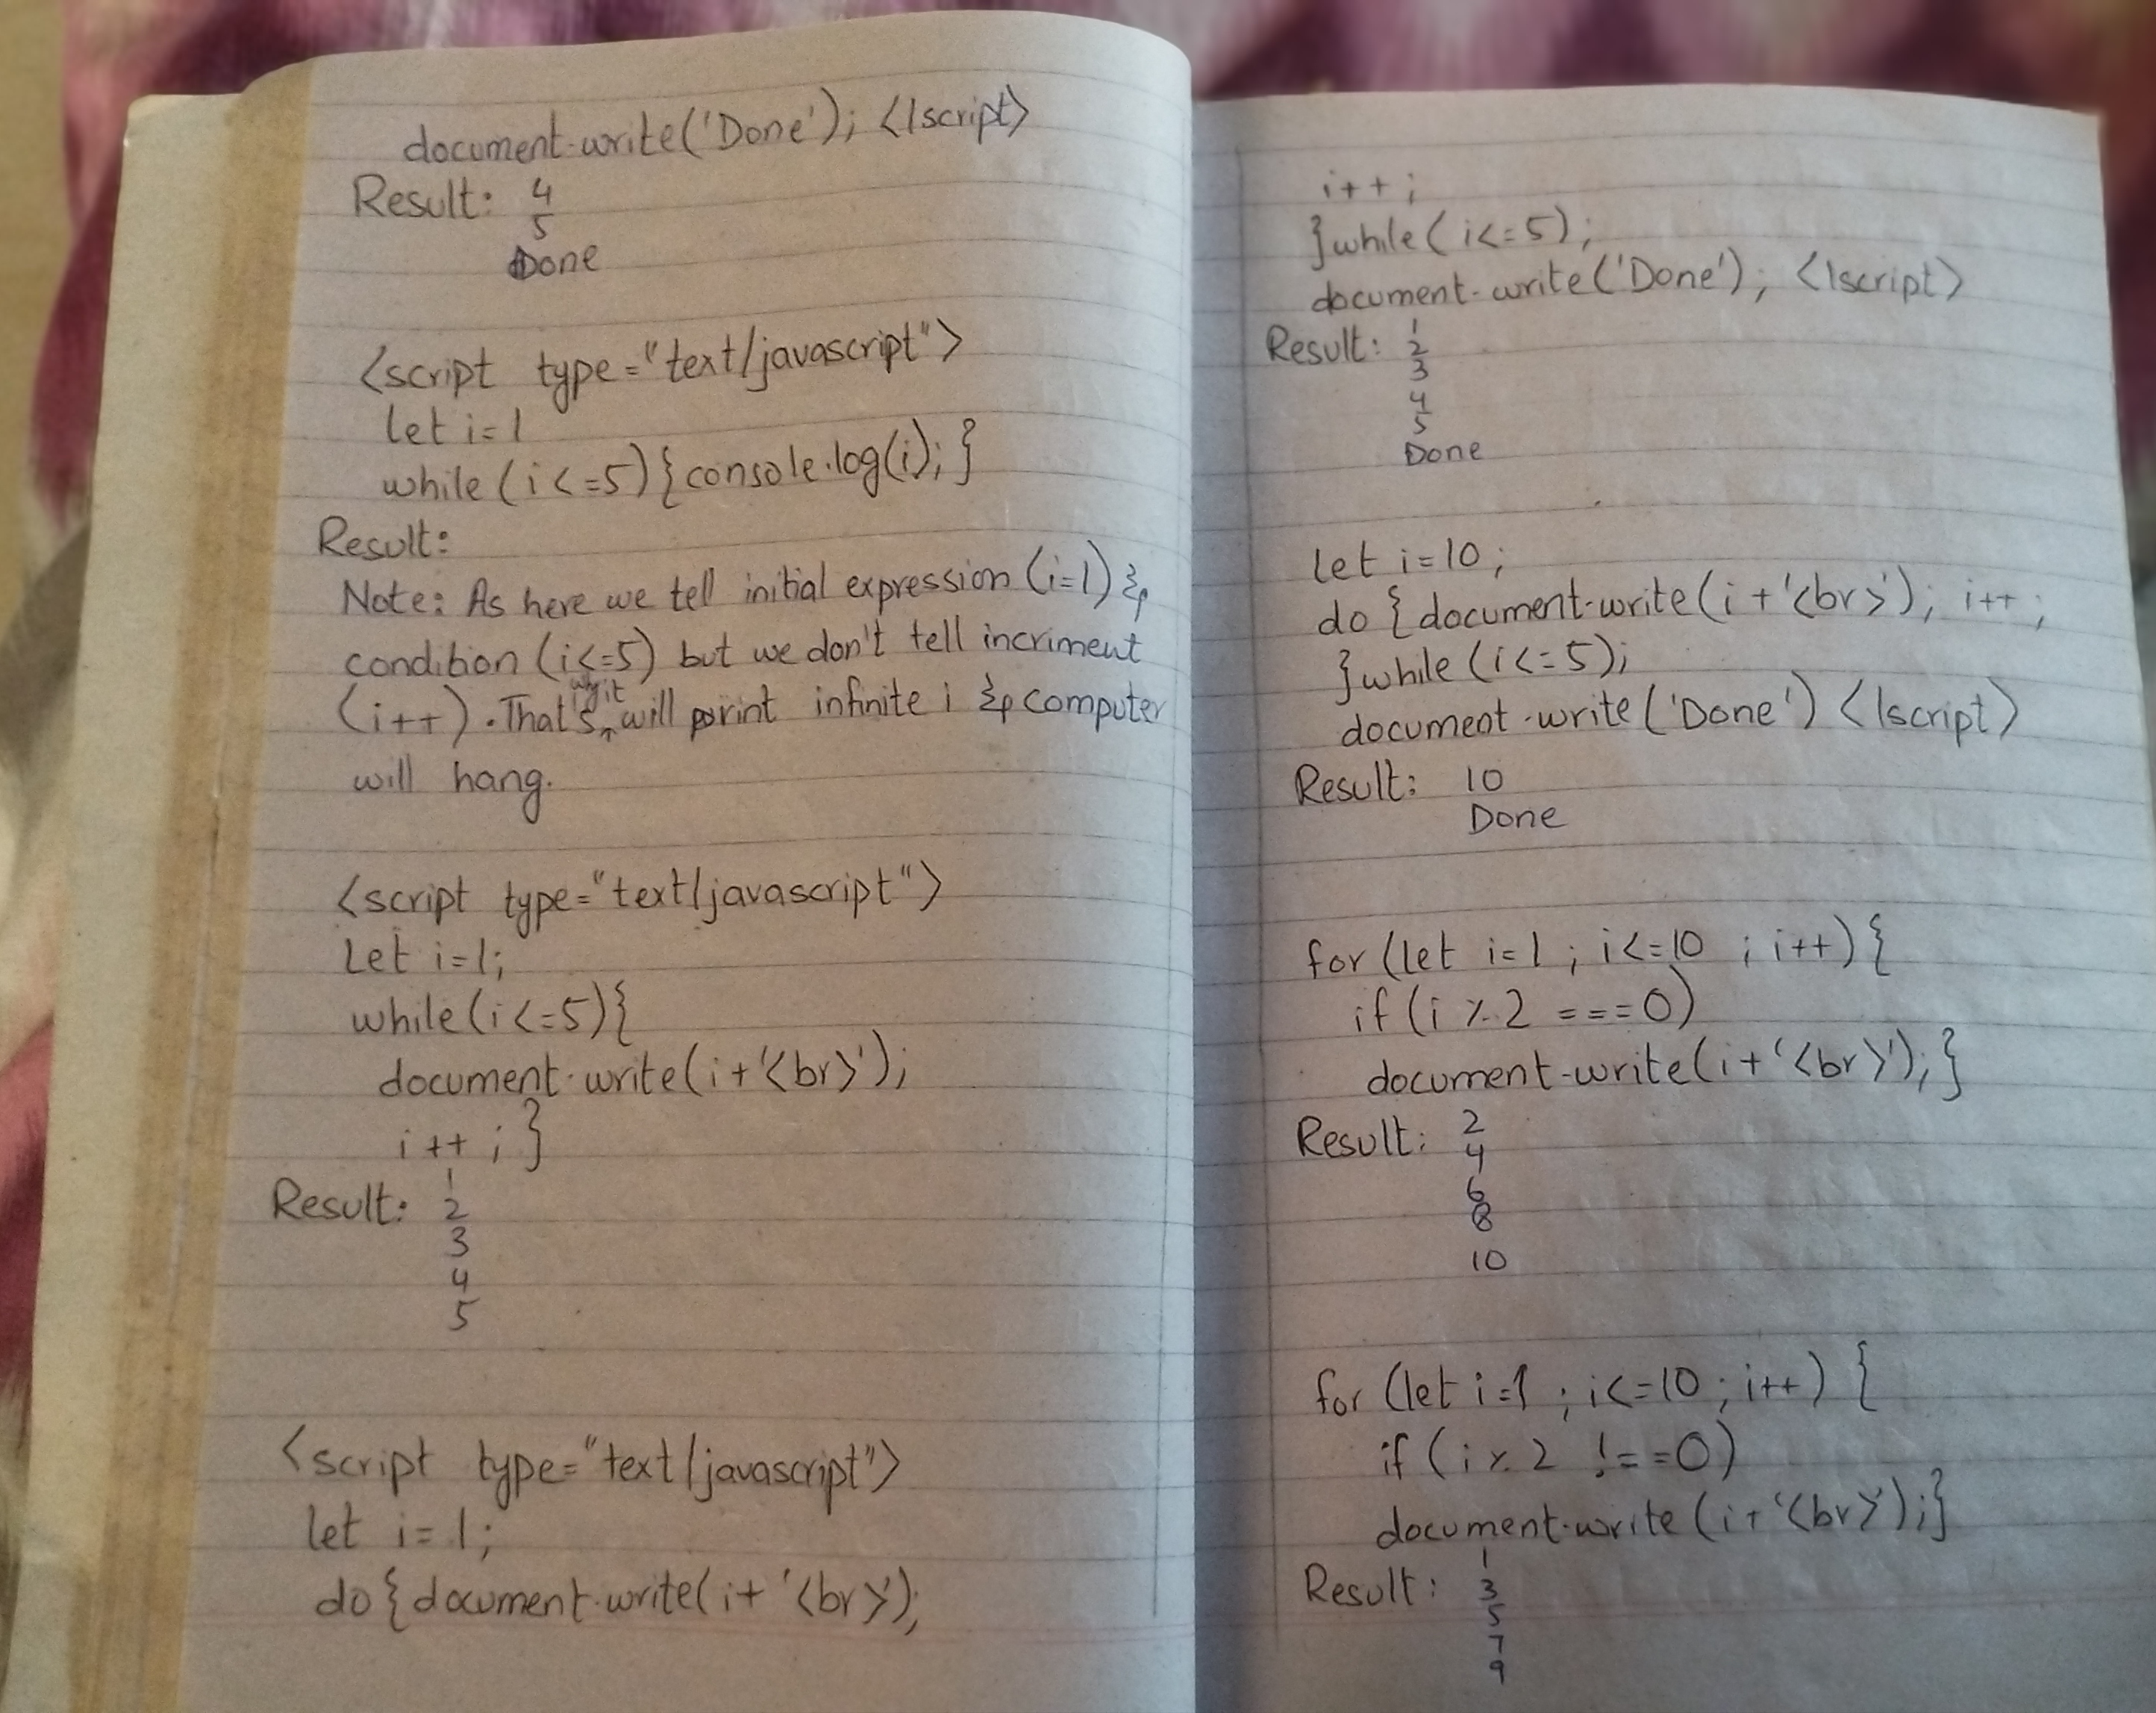 document.write('Done'); </script>
Result: 4
5
Done
<script type="text/javascript">
let i=1
while (i<=5){console.log(i);}
Result:
Note: As here we tell initial expression (i=1) &
condition (i<=5) but we don't tell incriment
(i++). That's why it will print infinite i & computer
will hang.
<script type="text/javascript">
Let i=1;
while(i<=5){
document.write(i+'<br>');
i++;}
Result: 1
2
3
4
5
<script type="text/javascript">
let i=1;
do{document.write(i+'<br>');
i++;
}while(i<=5);
document.write('Done'); </script>
Result: 1
2
3
4
5
Done
let i=10;
do {document.write(i+'<br>'); i++;
}while(i<=5);
document.write('Done') </script>
Result: 10
Done
for (let i=1; i<=10; i++){
if (i % 2 ===0)
document.write(i+'<br>');}
Result: 2
4
6
8
10
for (let i=1; i<=10; i++) {
if (i % 2 !==0)
document.write(i+'<br>');}
Result: 1
3
5
7
9